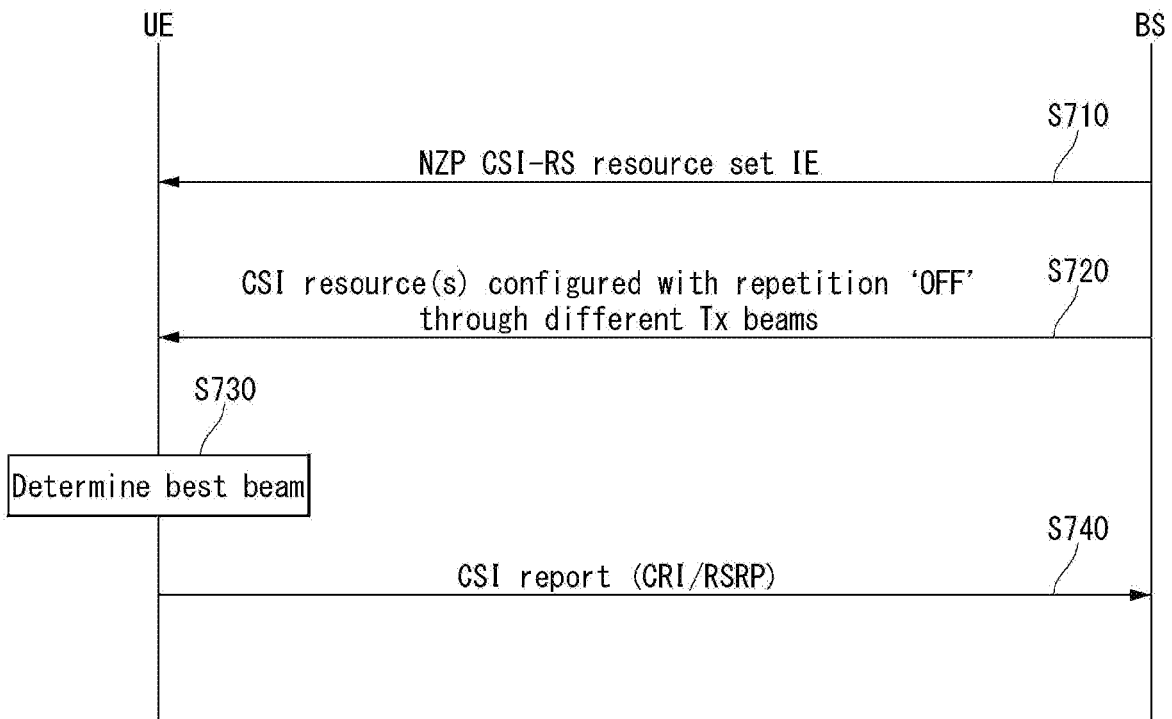 UE
BS
S710
NZP CSI-RS resource set IE
S720
CSI resource(s) configured with repetition ‘OFF’
through different Tx beams
S730
Determine best beam
S740
CSI report (CRI/RSRP)